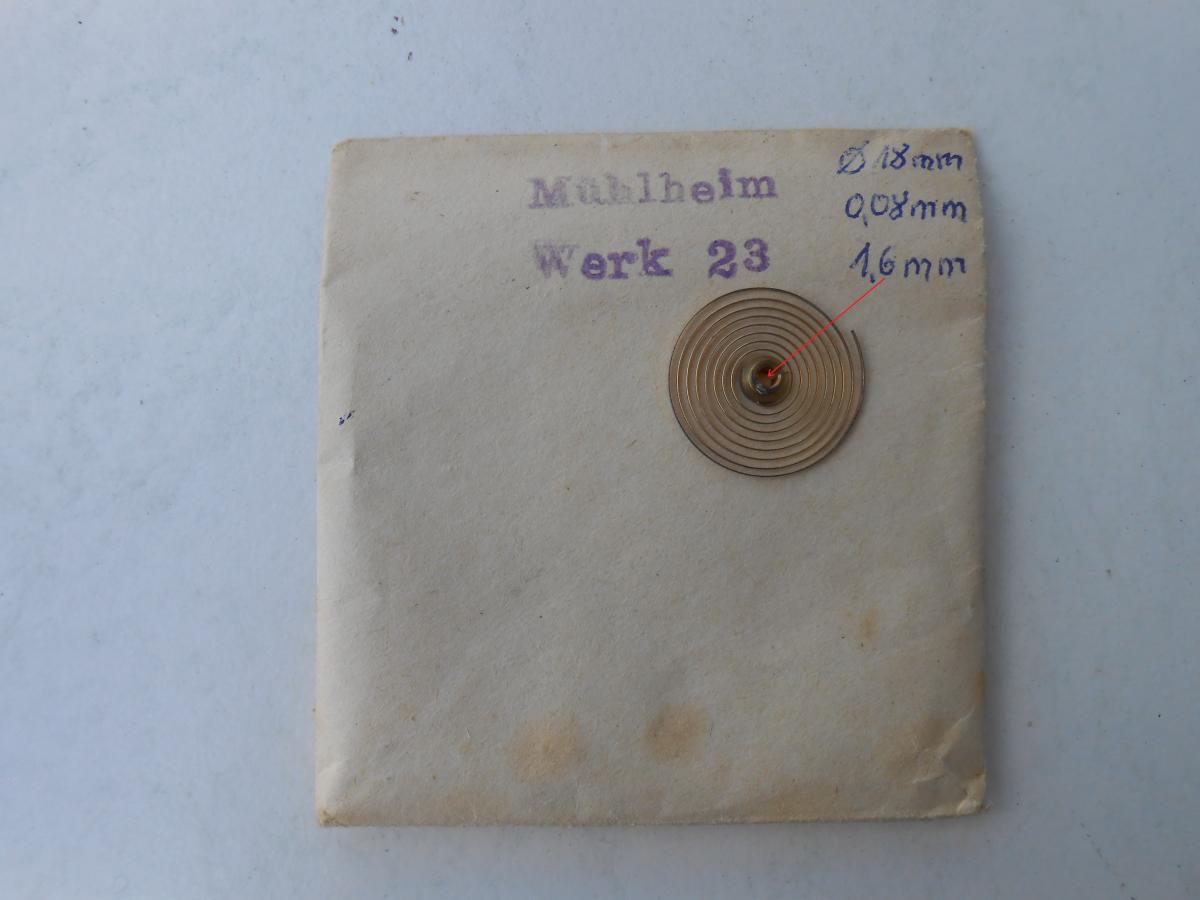 Mühlheim
Werk 23
Ø 18mm
0,08mm
1,6mm